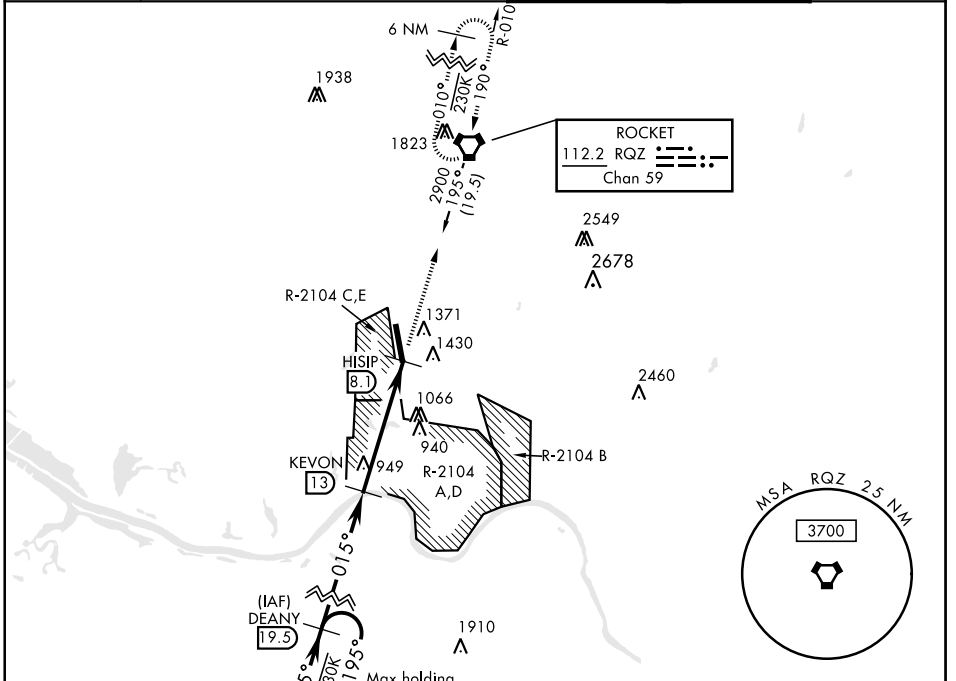 6 NM
R-010
1938
230K
010°
190°
1823
ROCKET
112.2 RQZ
Chan 59
2900
195°
(19.5)
2549
2678
R-2104 C,E
1371
1430
HISIP
8.1
2460
1066
940
KEVON
949
13
R-2104
A,D
R-2104 B
MSA RQZ 25 NM
3700
015°
(IAF)
DEANY
19.5
1910
195°
Max holding